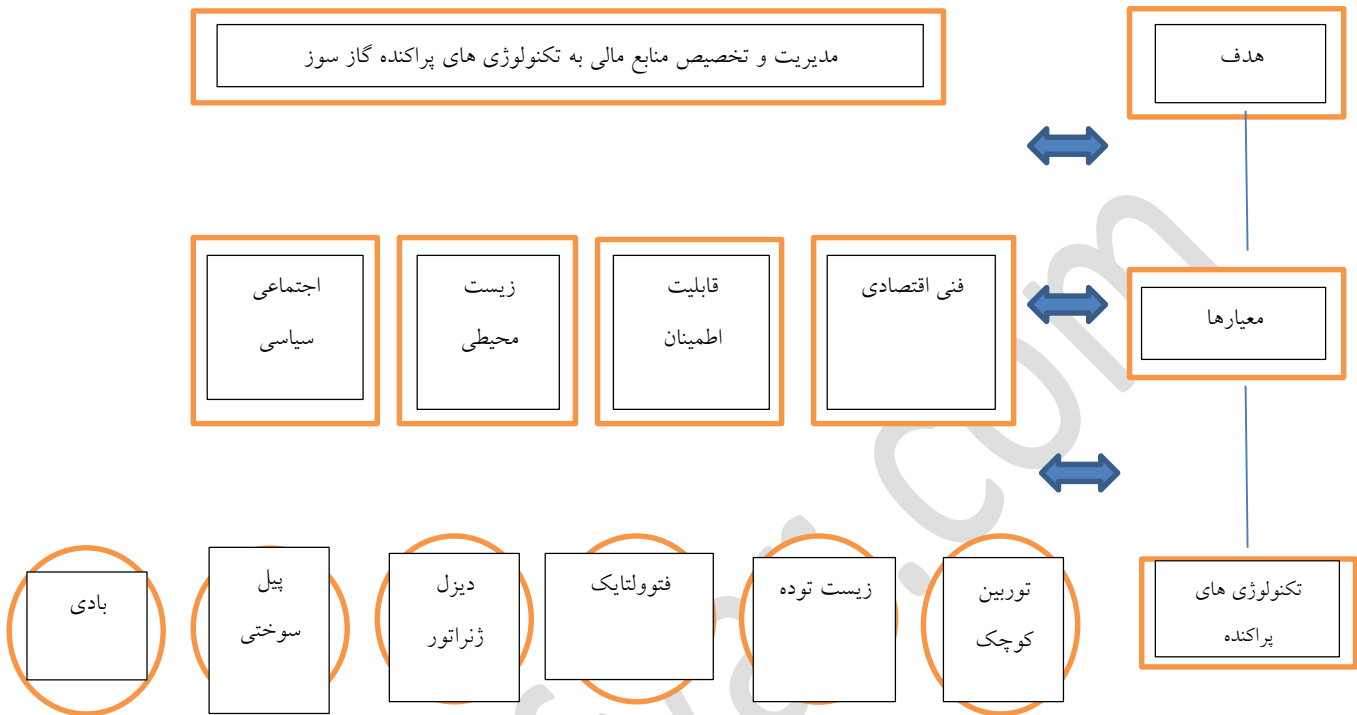 هدف
مدیریت و تخصیص منابع مالی به تکنولوژی های پراکنده گاز سوز
معیارها
فنی اقتصادی
قابلیت
اطمینان
زیست
محیطی
اجتماعی
سیاسی
تکنولوژی های
پراکنده
توربین
کوچک
زیست توده
فتوولتایک
دیزل
ژنراتور
پیل
سوختی
بادی
.com